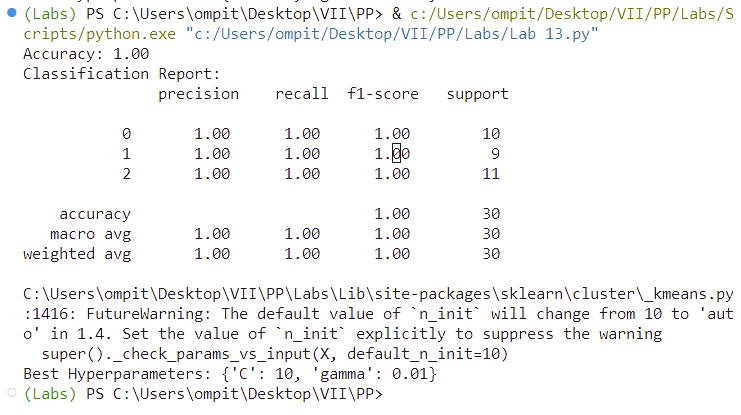 (Labs) PS C:\Users\ompit\Desktop\VII\PP> & c:/Users/ompit/Desktop/VII/PP/Labs/S
cripts/python.exe "c:/Users/ompit/Desktop/VII/PP/Labs/Lab 13.py"
Accuracy: 1.00
Classification Report:
precision recall f1-score support
0 1.00 1.00 1.00 10
1 1.00 1.00 1.00 9
2 1.00 1.00 1.00 11
accuracy 1.00 30
macro avg 1.00 1.00 1.00 30
weighted avg 1.00 1.00 1.00 30
C:\Users\ompit\Desktop\VII\PP\Labs\Lib\site-packages\sklearn\cluster\_kmeans.py
:1416: FutureWarning: The default value of `n_init` will change from 10 to 'aut
o' in 1.4. Set the value of `n_init` explicitly to suppress the warning
super()._check_params_vs_input(X, default_n_init=10)
Best Hyperparameters: {'C': 10, 'gamma': 0.01}
(Labs) PS C:\Users\ompit\Desktop\VII\PP>